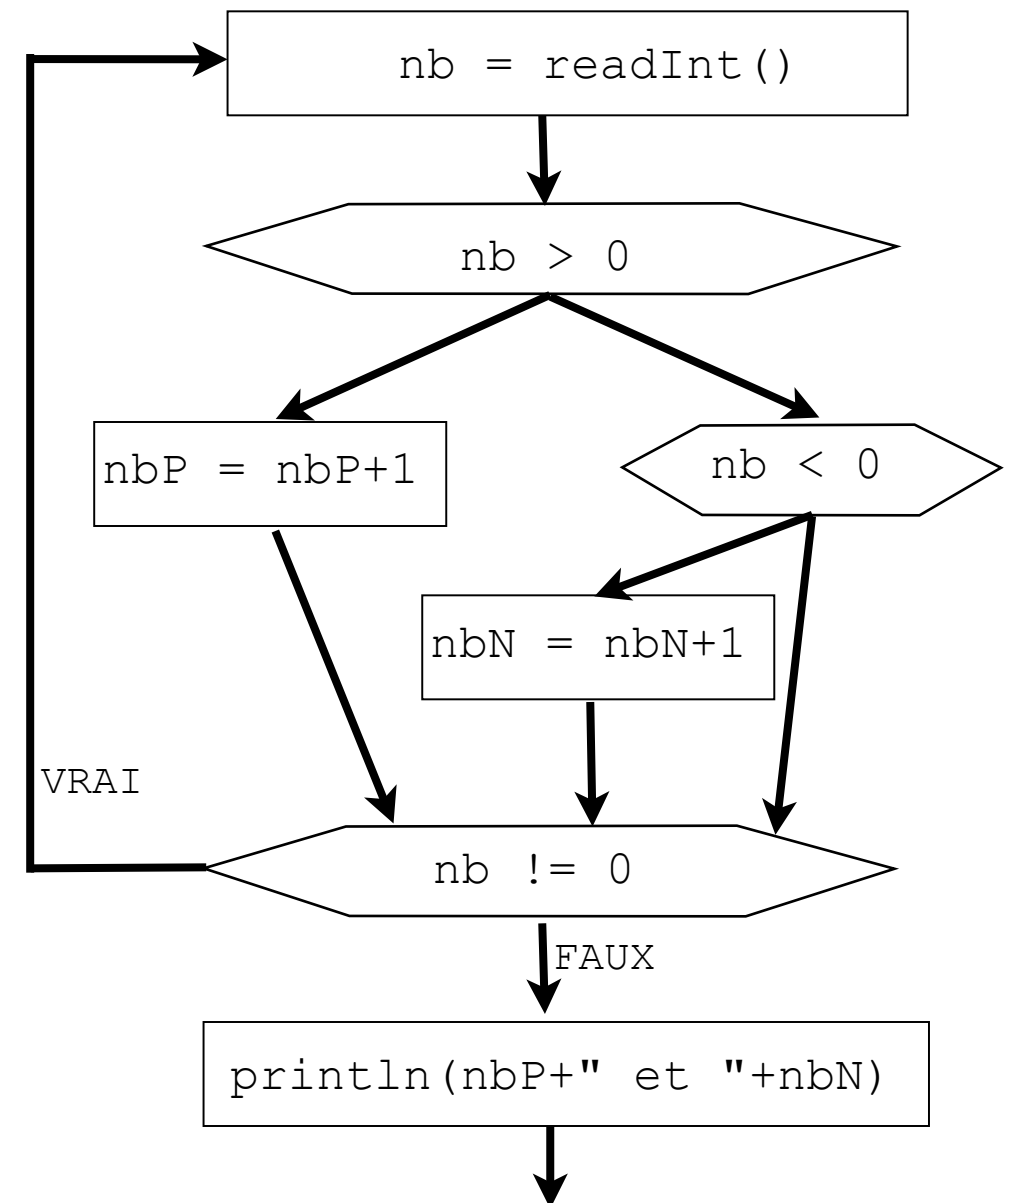 nb = readInt()
nb > 0
nbP = nbP+1
nb < 0
nbN = nbN+1
VRAI
nb != 0
FAUX
println(nbP+" et "+nbN)